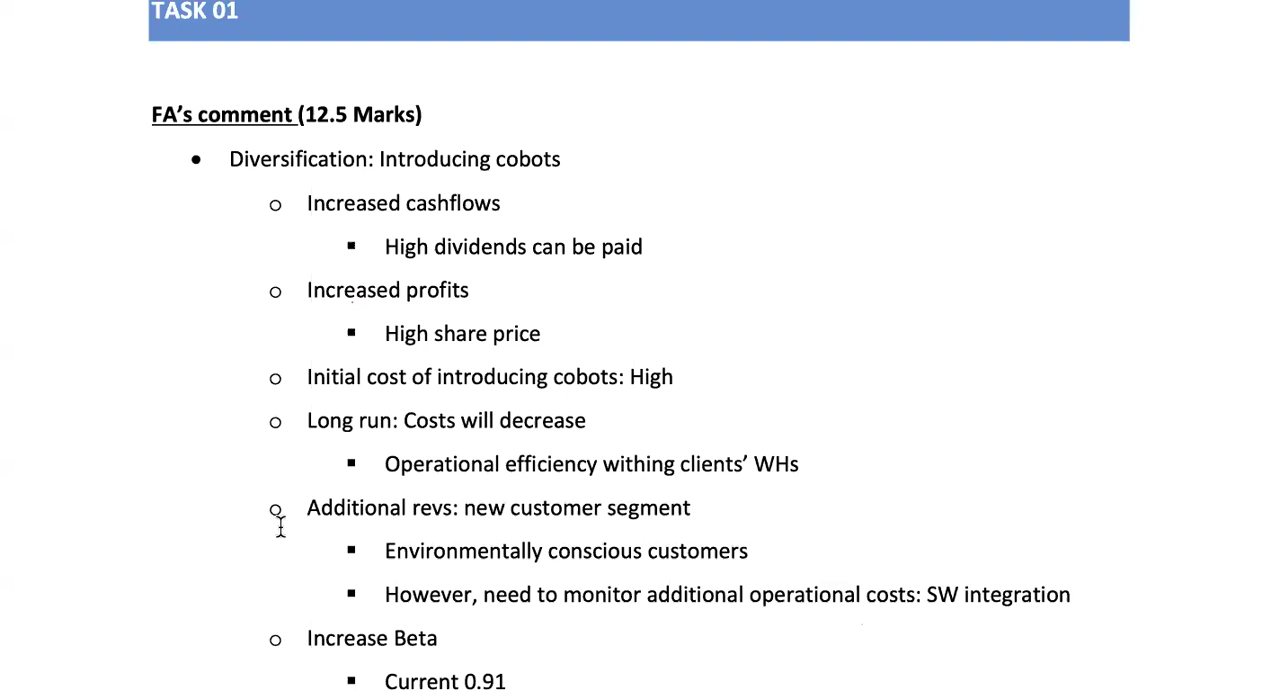 TASK 01
FA’s comment (12.5 Marks)
• Diversification: Introducing cobots
o Increased cashflows
▪ High dividends can be paid
o Increased profits
▪ High share price
o Initial cost of introducing cobots: High
o Long run: Costs will decrease
▪ Operational efficiency withing clients’ WHs
o Additional revs: new customer segment
▪ Environmentally conscious customers
▪ However, need to monitor additional operational costs: SW integration
o Increase Beta
▪ Current 0.91